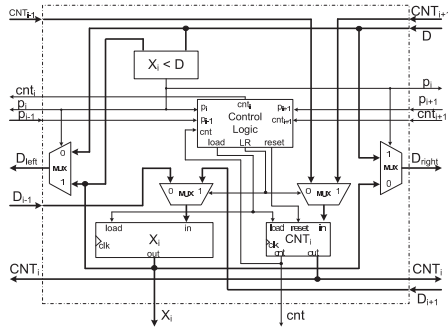 CNTi-1 CNTi+1
D
Xi < D
cnti
pi
pi
pi-1
pi+1
cnti±1
pi cnti pi-1
pi±1 Control cnti±1
cnt Logic
load LR reset
Dleft
0 MUX 1
1 MUX 0
Dright
Di-1
0 MUX 1
0 MUX 1
load in
Xi
clk
out
load reset in
clk CNTi
cnt out
CNTi CNTi
Di+1
Xi cnt